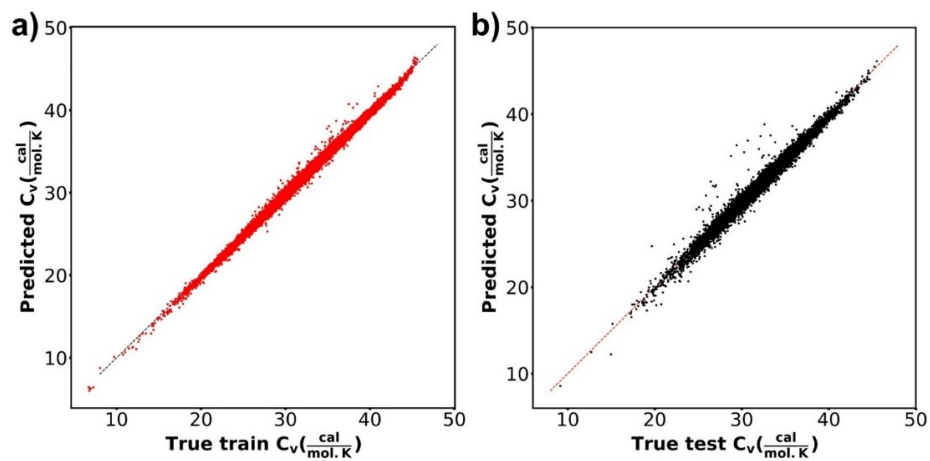 a)
Predicted Cᵥ(cal/mol. K)
50
40
30
20
10
10 20 30 40 50
True train Cᵥ(cal/mol. K)
b)
Predicted Cᵥ(cal/mol. K)
50
40
30
20
10
10 20 30 40 50
True test Cᵥ(cal/mol. K)